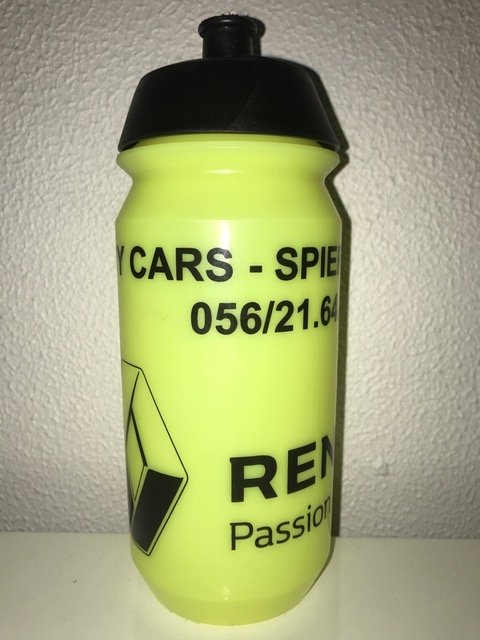 Y CARS - SPIE
056/21.64
REN
Passion